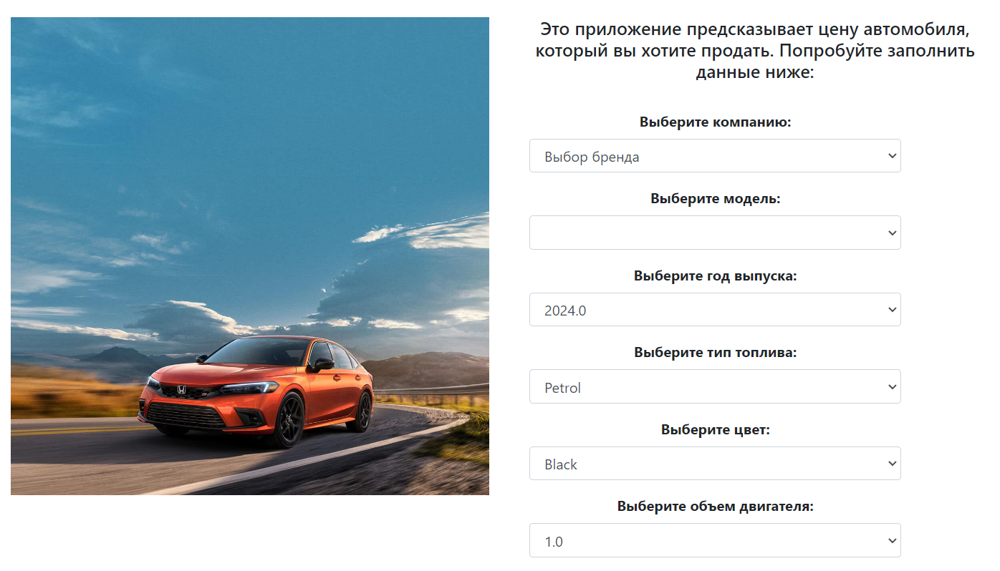 Это приложение предсказывает цену автомобиля,
который вы хотите продать. Попробуйте заполнить
данные ниже:
Выберите компанию:
Выбор бренда
Выберите модель:
Выберите год выпуска:
2024.0
Выберите тип топлива:
Petrol
Выберите цвет:
Black
Выберите объем двигателя:
1.0